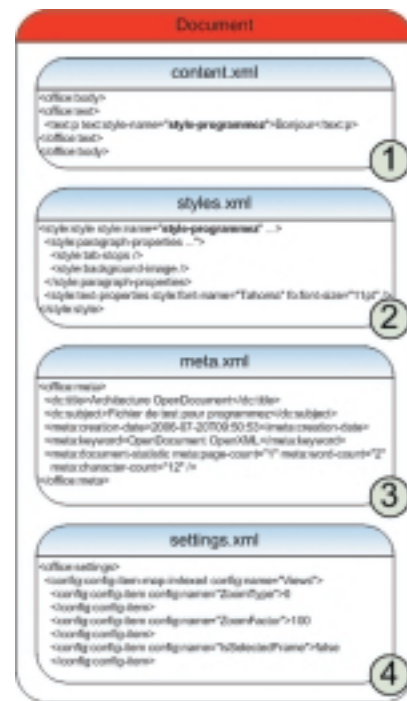 Document
content.xml
<office:body>
<office:text>
<text:p text:style-name="style-programmez">Bonjour<text:p>
</office:text>
</office:body>
1
styles.xml
<style:style style:name="style-programmez" ...>
<style:paragraph-properties ...">
<style:tab-stops />
<style:background-image />
</style:paragraph-properties>
<style:text-properties style:font-name="Tahoma" fo:font-size="11pt" />
</style:style>
2
meta.xml
<office:meta>
<dc:title>Architecture OpenDocument</dc:title>
<dc:subject>Fichier de test pour programmez</dc:subject>
<meta:creation-date>2006-07-20T09:50:53</meta:creation-date>
<meta:keyword>OpenDocument OpenXML</meta:keyword>
<meta:document-statistic meta:page-count="1" meta:word-count="2"
meta:character-count="12" />
</office:meta>
3
settings.xml
<office:settings>
<config:config-item-map-indexed config:name="Views">
<config:config-item config:name="ZoomType">0
</config:config-item>
<config:config-item config:name="ZoomFactor">100
</config:config-item>
<config:config-item config:name="IsSelectedFrame">false
</config:config-item>
4